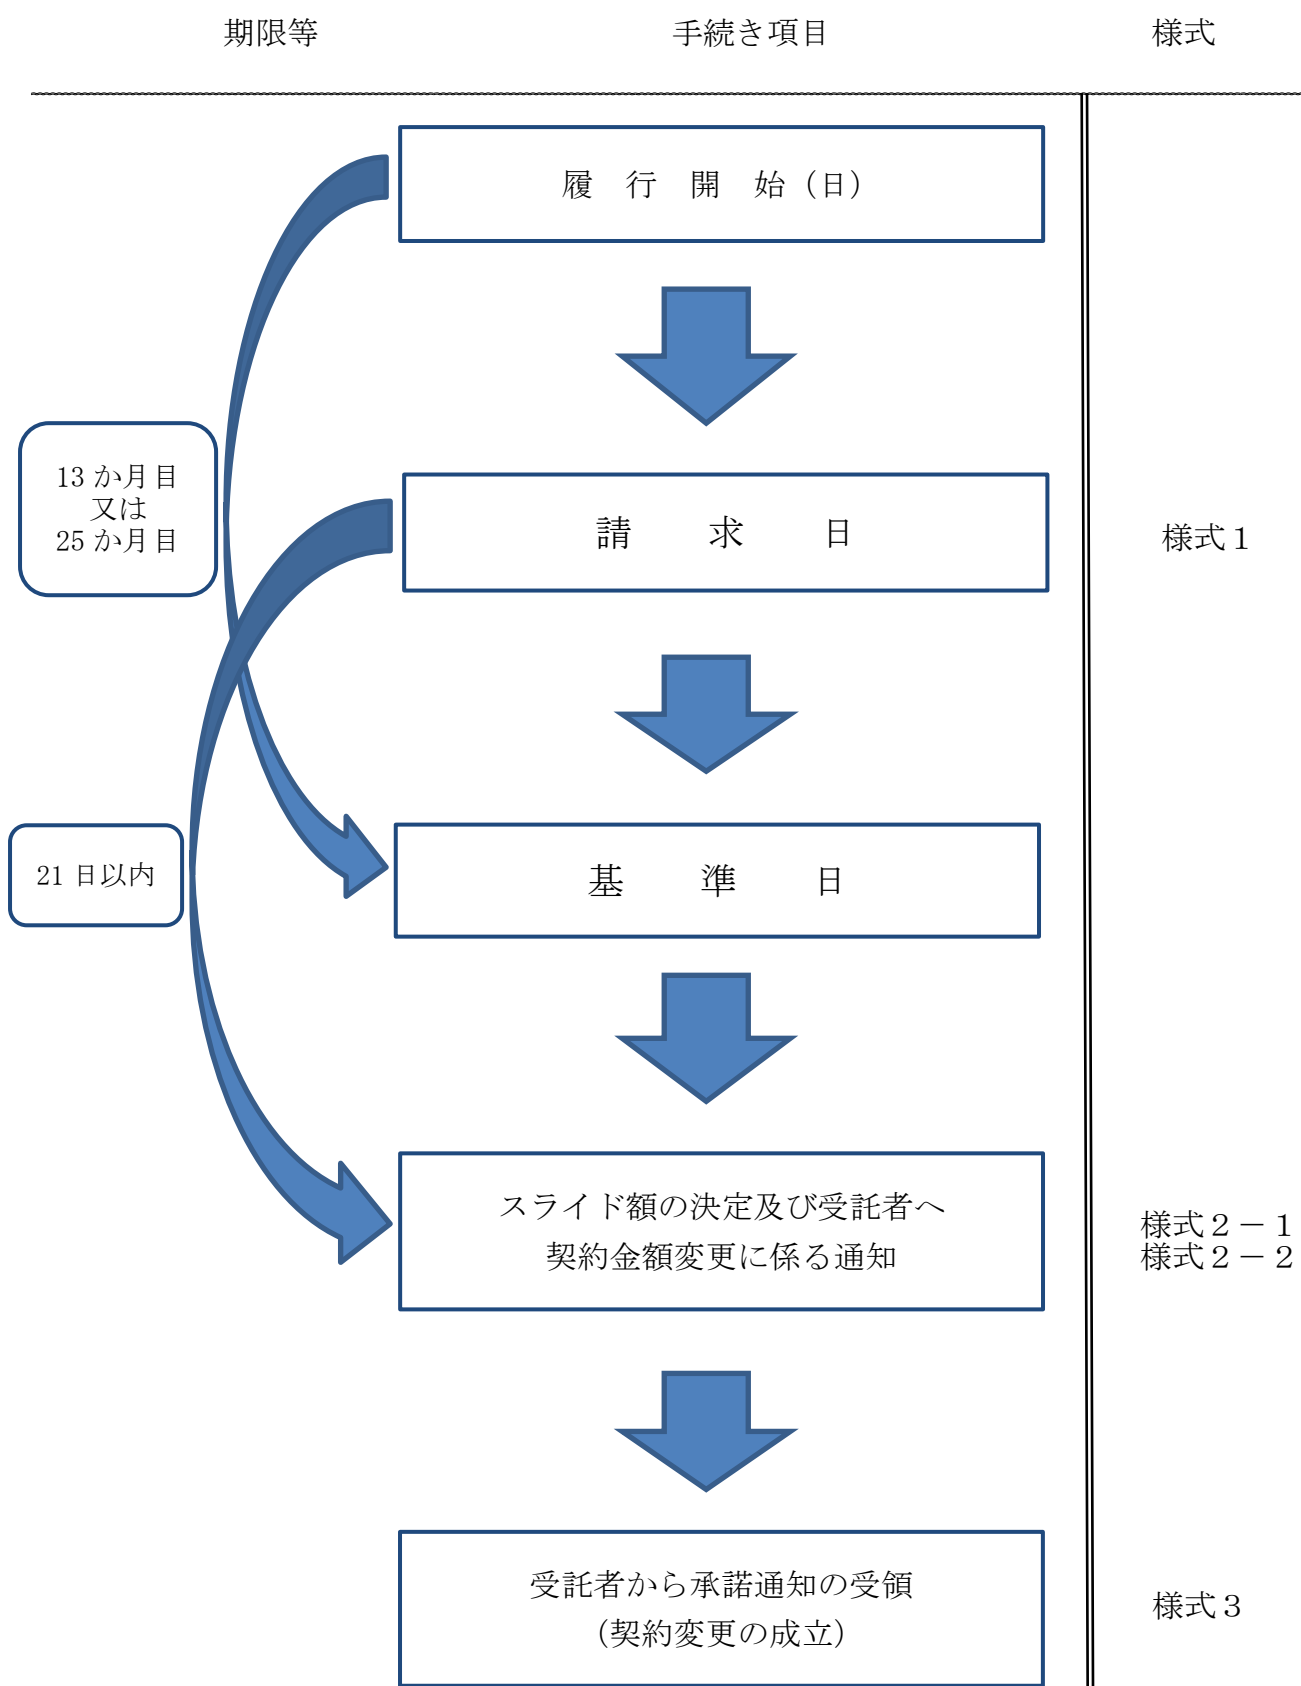 期限等
手続き項目
様式
履　行　開　始（日）
13 か月目
又は
25 か月目
請　　求　　日
様式１
21 日以内
基　　準　　日
スライド額の決定及び受託者へ
契約金額変更に係る通知
様式２－１
様式２－２
受託者から承諾通知の受領
（契約変更の成立）
様式３